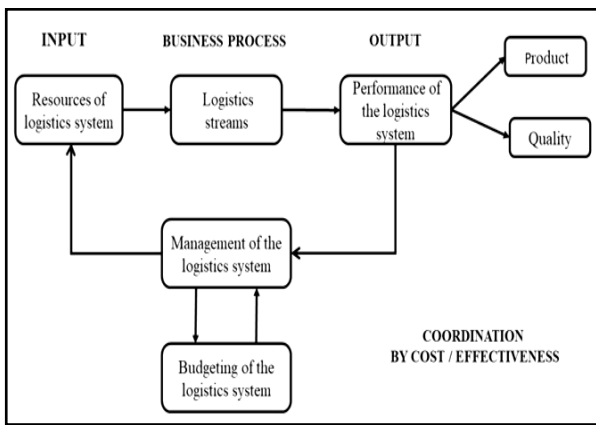 INPUT
BUSINESS PROCESS
OUTPUT
Resources of
logistics system
Logistics
streams
Performance of
the logistics
system
Product
Quality
Management of the
logistics system
Budgeting of the
logistics system
COORDINATION
BY COST / EFFECTIVENESS